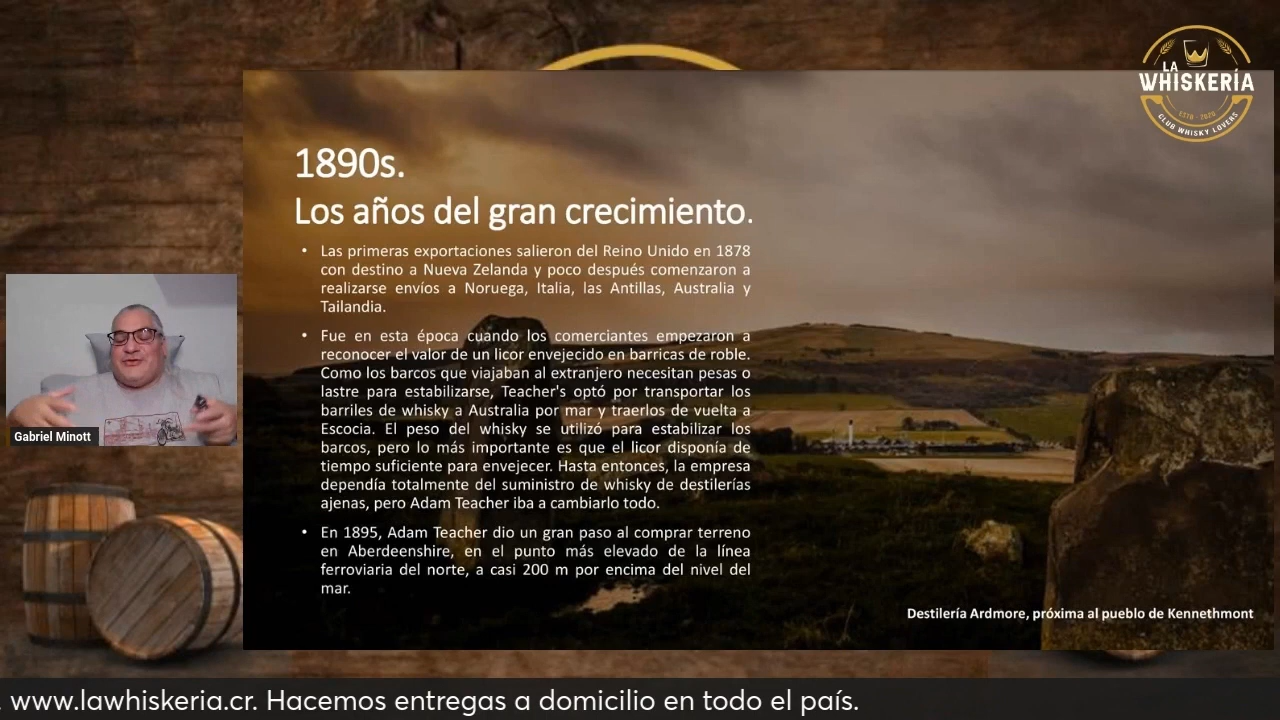 LA
WHISKERÍA
ESTD - 2020
CLUB WHISKY LOVERS
1890s.
Los años del gran crecimiento.
• Las primeras exportaciones salieron del Reino Unido en 1878
con destino a Nueva Zelanda y poco después comenzaron a
realizarse envíos a Noruega, Italia, las Antillas, Australia y
Tailandia.
• Fue en esta época cuando los comerciantes empezaron a
reconocer el valor de un licor envejecido en barricas de roble.
Como los barcos que viajaban al extranjero necesitan pesas o
lastre para estabilizarse, Teacher's optó por transportar los
barriles de whisky a Australia por mar y traerlos de vuelta a
Escocia. El peso del whisky se utilizó para estabilizar los
barcos, pero lo más importante es que el licor disponía de
tiempo suficiente para envejecer. Hasta entonces, la empresa
dependía totalmente del suministro de whisky de destilerías
ajenas, pero Adam Teacher iba a cambiarlo todo.
• En 1895, Adam Teacher dio un gran paso al comprar terreno
en Aberdeenshire, en el punto más elevado de la línea
ferroviaria del norte, a casi 200 m por encima del nivel del
mar.
Gabriel Minott
Destilería Ardmore, próxima al pueblo de Kennethmont
. www.lawhiskeria.cr. Hacemos entregas a domicilio en todo el país.